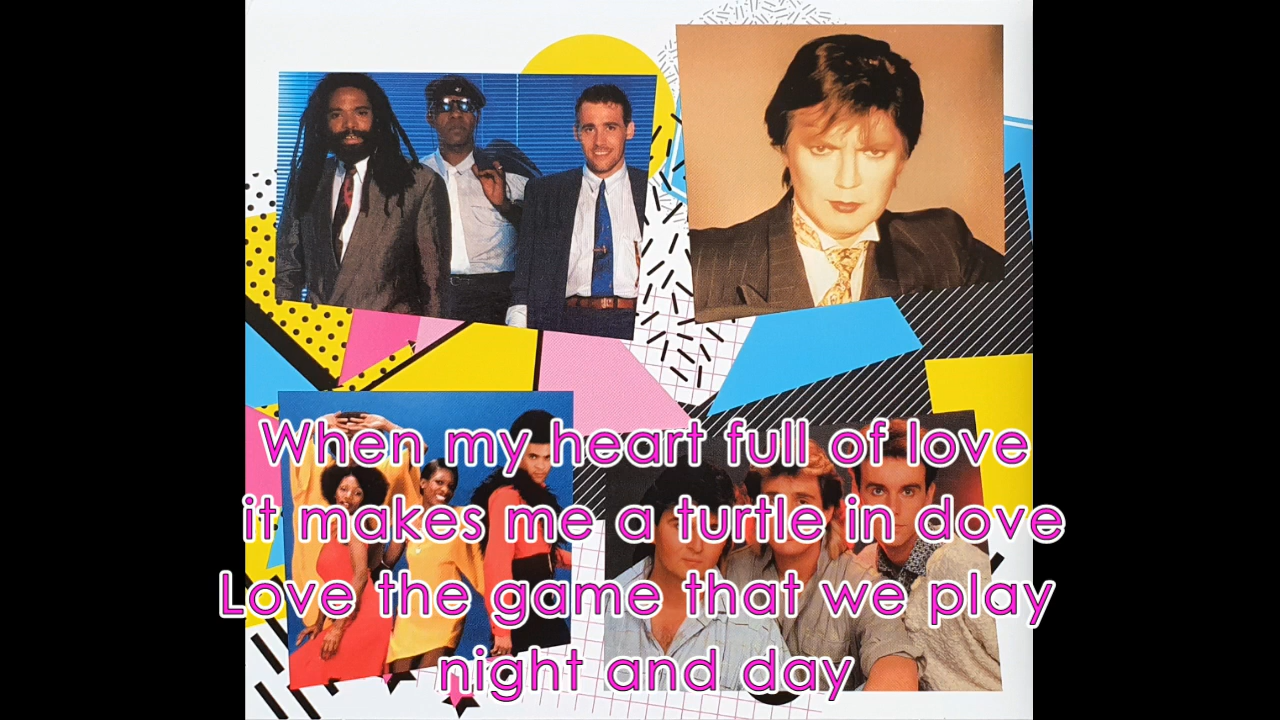 When my heart full of love
it makes me a turtle in dove
Love the game that we play
night and day